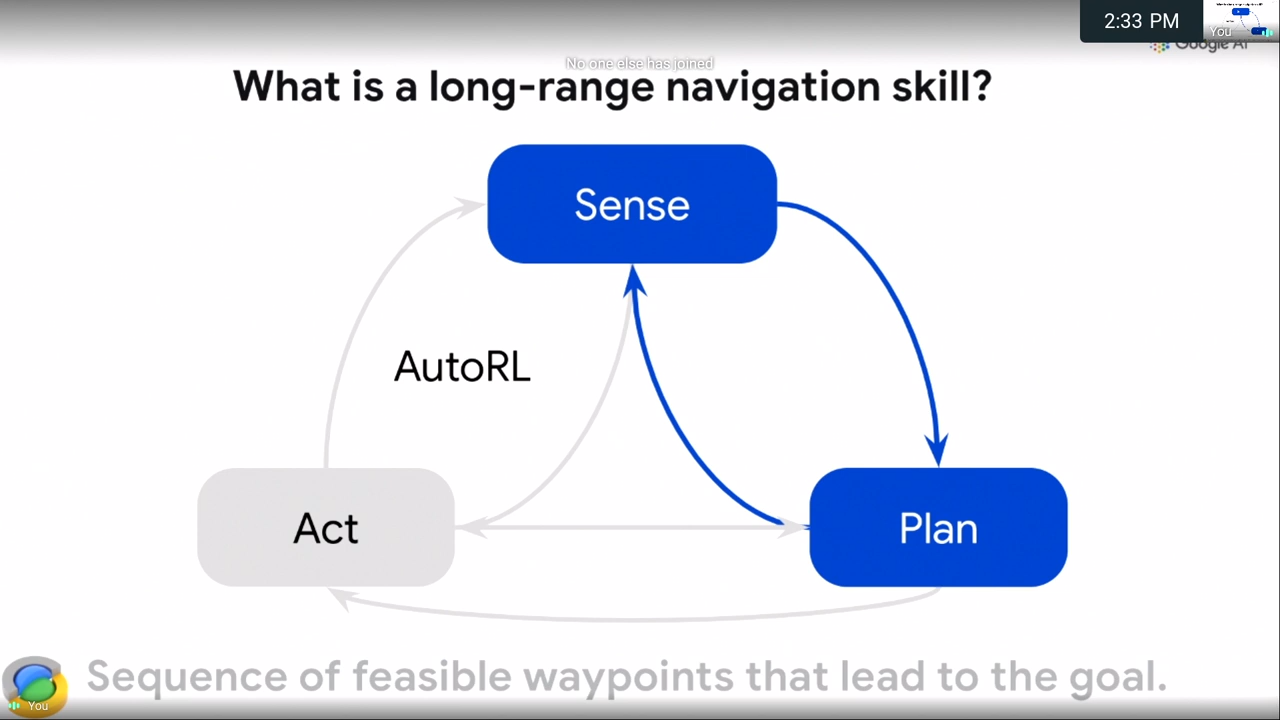 2:33 PM
You
Google AI
No one else has joined
What is a long-range navigation skill?
Sense
AutoRL
Act
Plan
Sequence of feasible waypoints that lead to the goal.
You